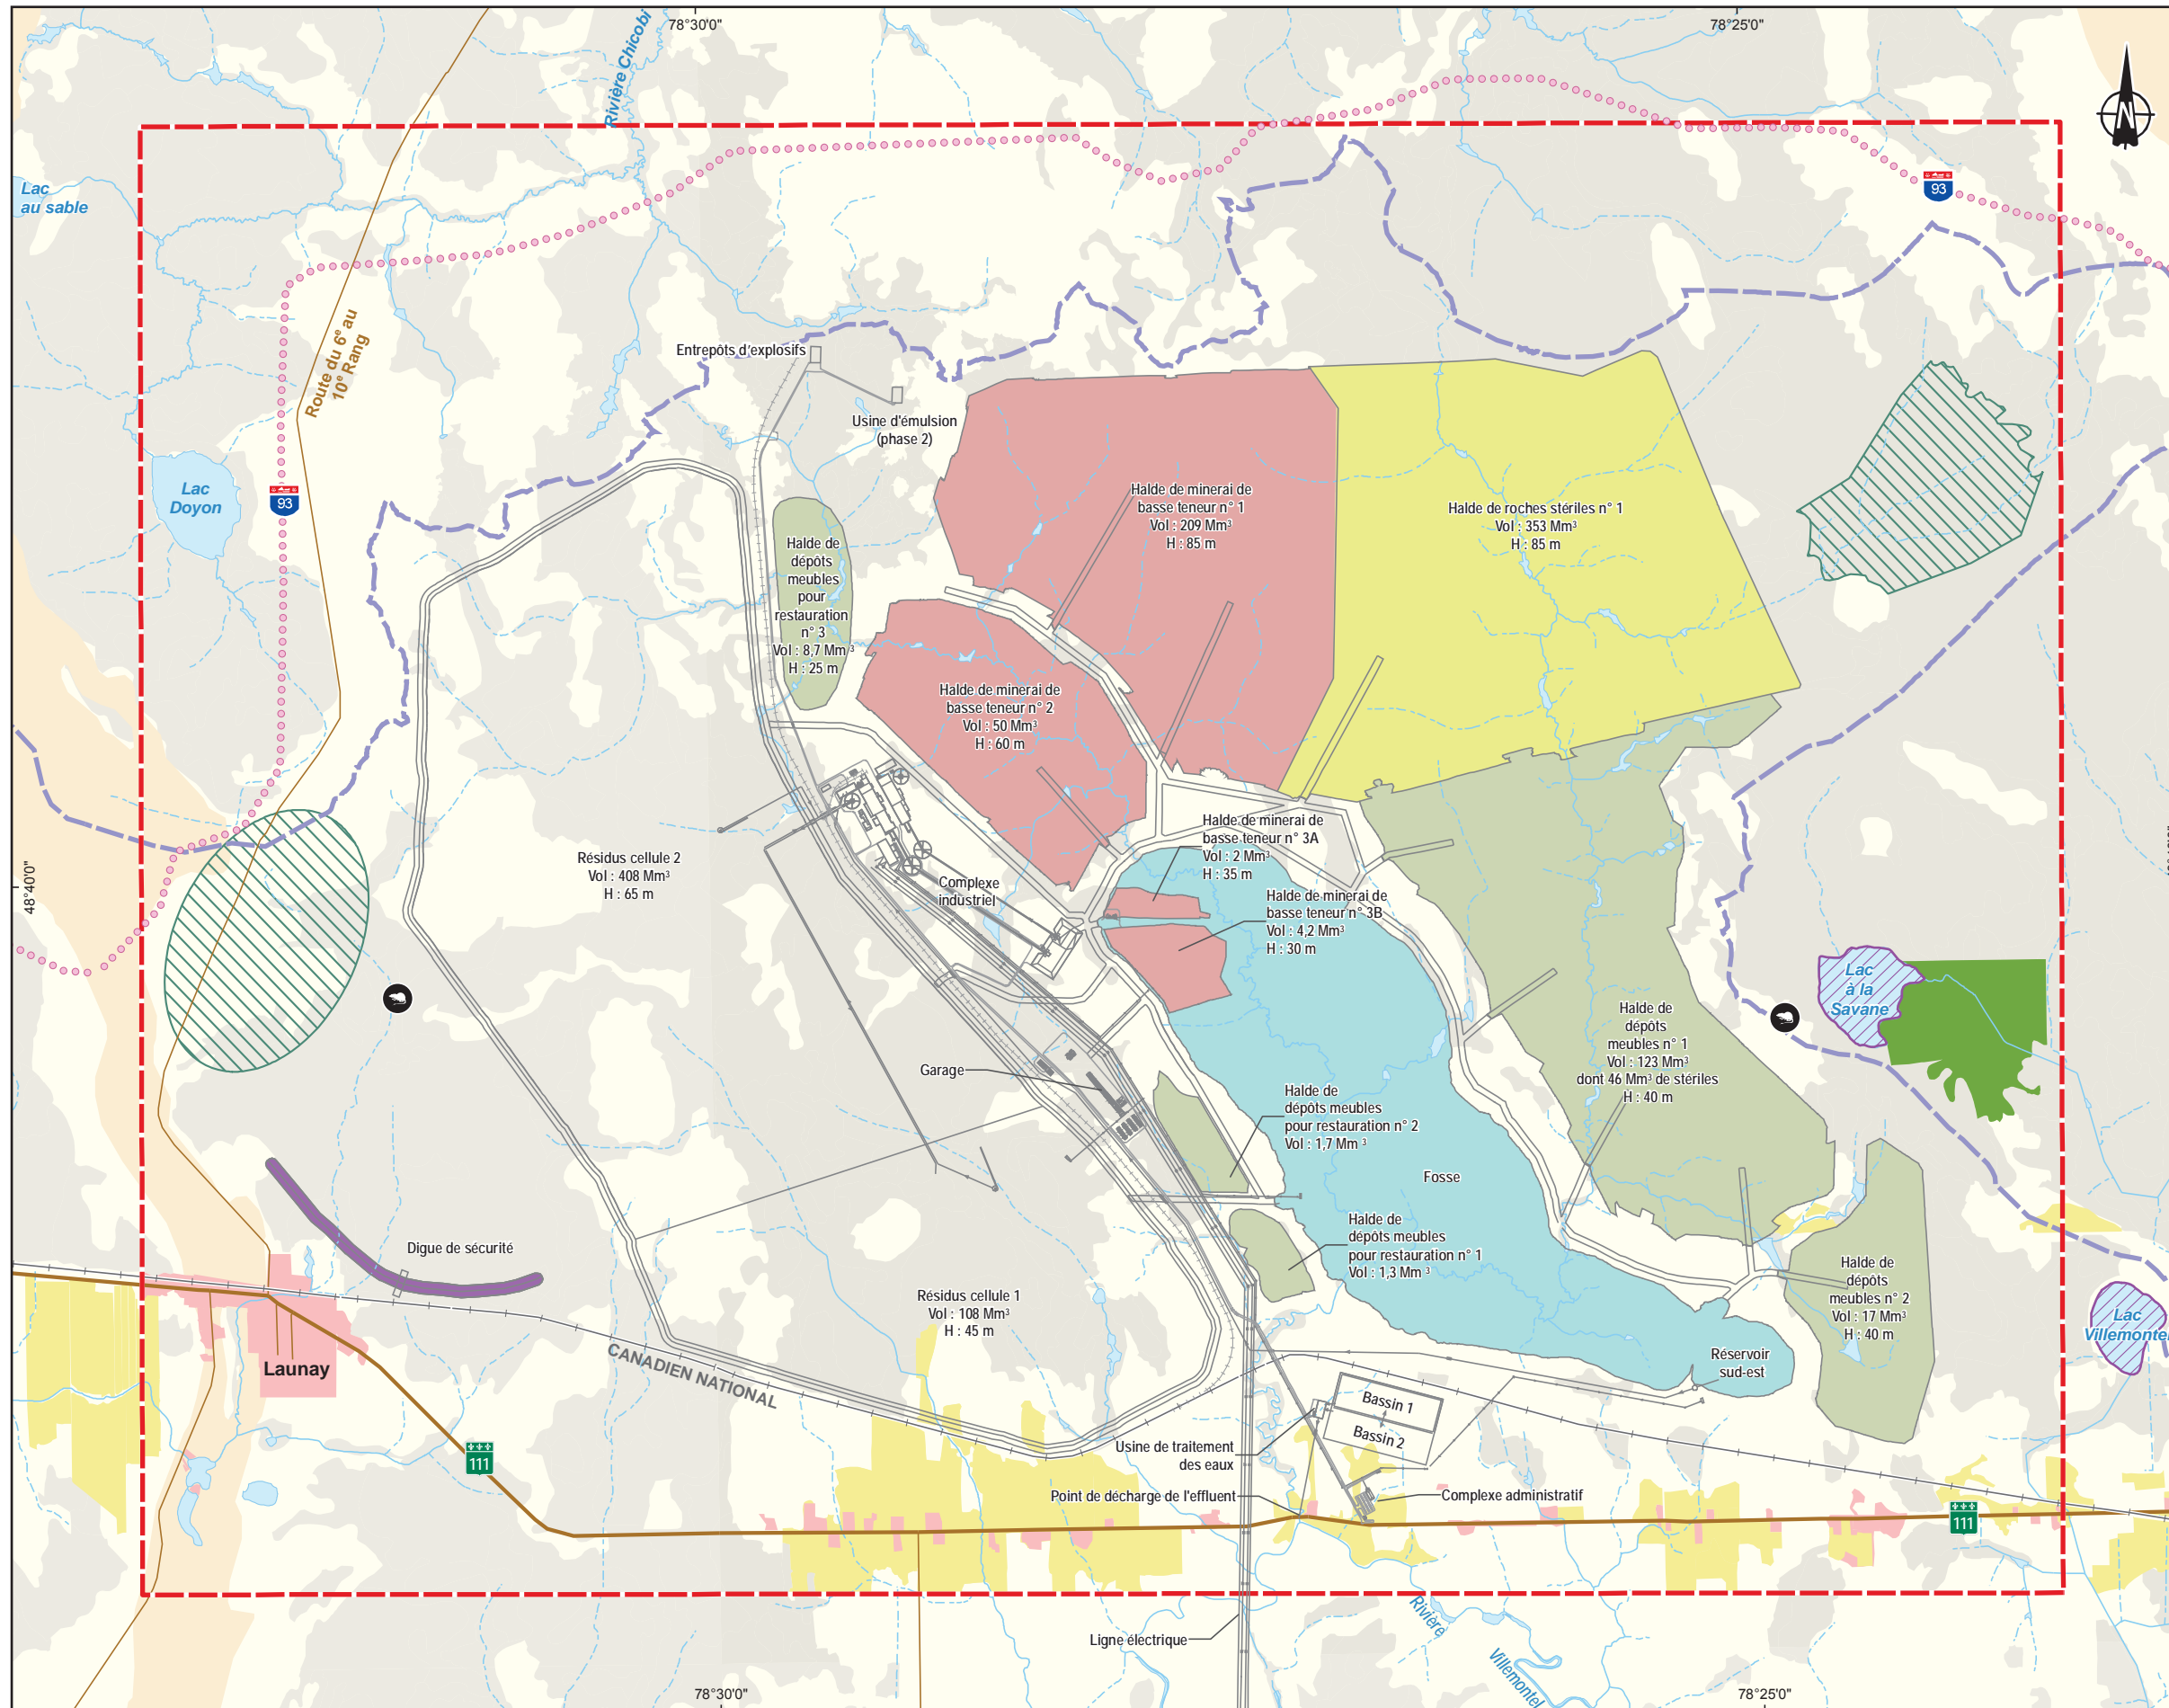 78°30'0"
78°25'0"
Rivière Chicobi
N
Lac
au sable
93
Route du 6e au
10e Rang
Entrepôts d'explosifs
Usine d'émulsion
(phase 2)
Lac
Doyon
93
Halde de minerai de
basse teneur n° 1
Vol : 209 Mm³
H : 85 m
Halde de roches stériles n° 1
Vol : 353 Mm³
H : 85 m
Halde de
dépôts
meubles
pour
restauration
n° 3
Vol : 8,7 Mm³
H : 25 m
Halde de minerai de
basse teneur n° 2
Vol : 50 Mm³
H : 60 m
Halde de minerai de
basse teneur n° 3A
Vol : 2 Mm³
H : 35 m
Résidus cellule 2
Vol : 408 Mm³
H : 65 m
48°40'0"
Complexe
industriel
Halde de minerai de
basse teneur n° 3B
Vol : 4,2 Mm³
H : 30 m
Lac
à la
Savane
Halde de
dépôts
meubles n° 1
Vol : 123 Mm³
dont 46 Mm³ de stériles
H : 40 m
Garage
Halde de
dépôts meubles
pour restauration n° 2
Vol : 1,7 Mm³
Fosse
Halde de
dépôts meubles
pour restauration n° 1
Vol : 1,3 Mm³
Digue de sécurité
Halde de
dépôts
meubles n° 2
Vol : 17 Mm³
H : 40 m
Résidus cellule 1
Vol : 108 Mm³
H : 45 m
Lac
Villemontel
Launay
CANADIEN NATIONAL
Réservoir
sud-est
Bassin 1
Bassin 2
111
Usine de traitement
des eaux
Point de décharge de l'effluent
Complexe administratif
111
Rivière
Villemontel
Ligne électrique
78°30'0"
78°25'0"